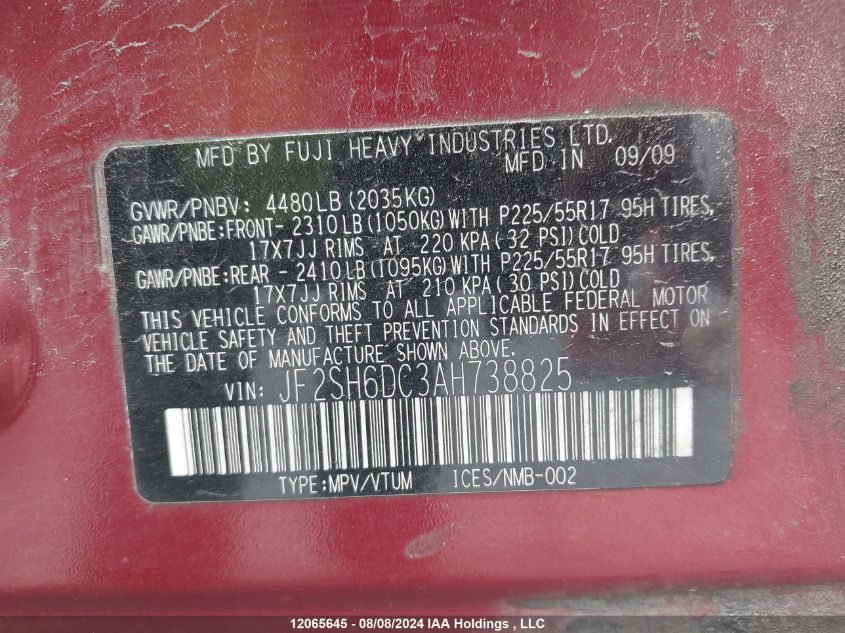 MFD BY FUJI HEAVY INDUSTRIES LTD.
MFD IN 09/09
GVWR/PNBV: 4480LB(2035KG)
GAWR/PNBE:FRONT- 2310LB(1050KG)WITH P225/55R17 95H TIRES,
17X7JJ RIMS AT 220 KPA(32 PSI)COLD
GAWR/PNBE:REAR - 2410LB(1095KG)WITH P225/55R17 95H TIRES,
17X7JJ RIMS AT 210 KPA(30 PSI)COLD
THIS VEHICLE CONFORMS TO ALL APPLICABLE FEDERAL MOTOR
VEHICLE SAFETY AND THEFT PREVENTION STANDARDS IN EFFECT ON
THE DATE OF MANUFACTURE SHOWN ABOVE.
VIN: JF2SH6DC3AH738825
TYPE:MPV/VTUM ICES/NMB-002
12065645 - 08/08/2024 IAA Holdings , LLC